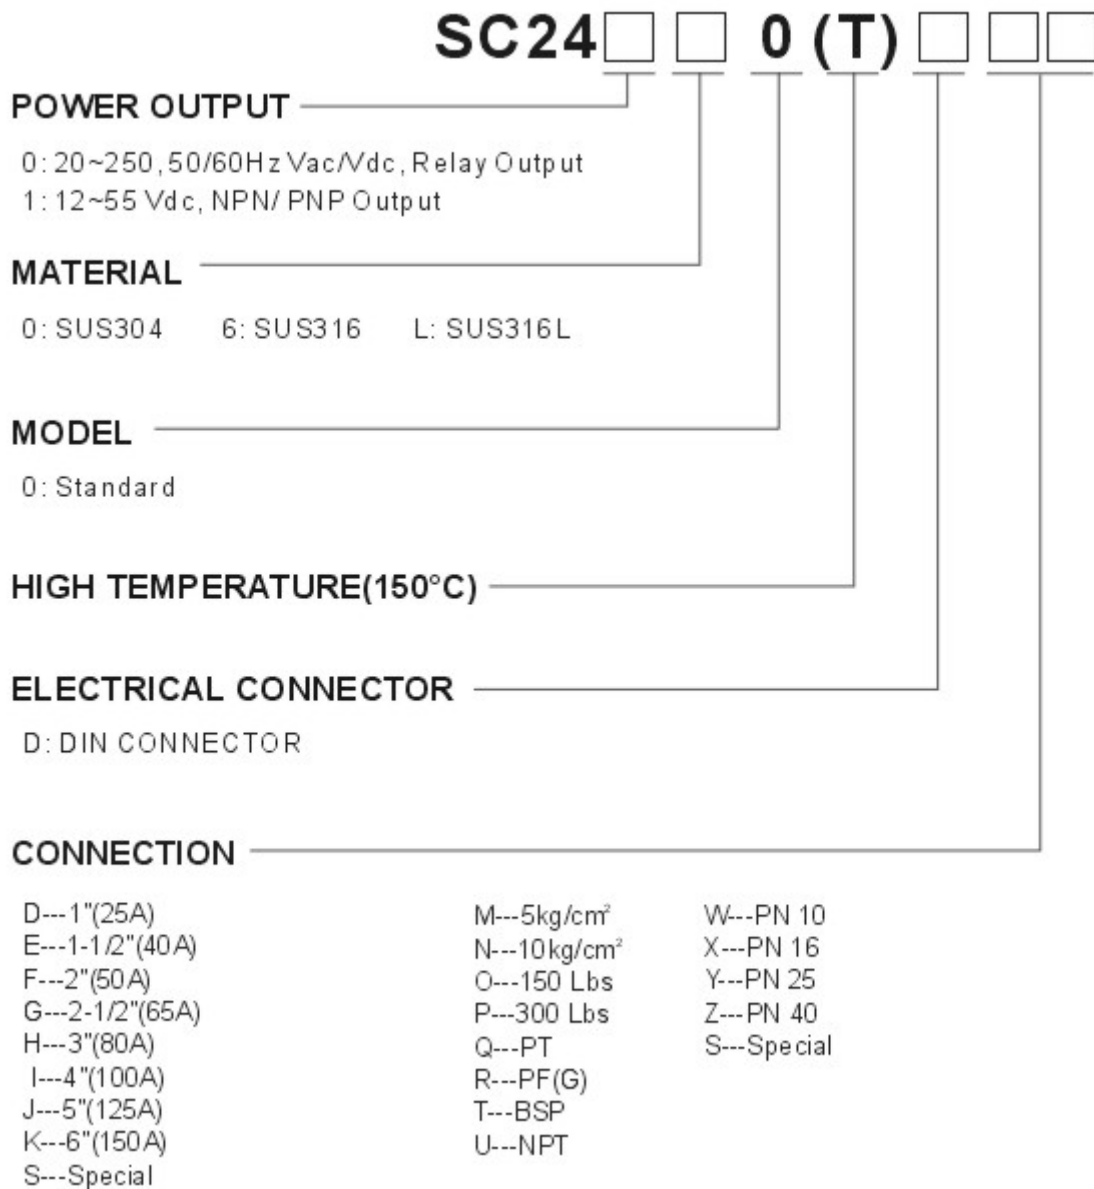 SC24□□ 0 (T) □ □□
POWER OUTPUT
0: 20~250, 50/60Hz Vac/Vdc, Relay Output
1: 12~55 Vdc, NPN/ PNP Output
MATERIAL
0: SUS304 6: SUS316 L: SUS316L
MODEL
0: Standard
HIGH TEMPERATURE(150°C)
ELECTRICAL CONNECTOR
D: DIN CONNECTOR
CONNECTION
D---1"(25A)
E---1-1/2"(40A)
F---2"(50A)
G---2-1/2"(65A)
H---3"(80A)
I---4"(100A)
J---5"(125A)
K---6"(150A)
S---Special
M---5kg/cm²
N---10kg/cm²
O---150 Lbs
P---300 Lbs
Q---PT
R---PF(G)
T---BSP
U---NPT
W---PN 10
X---PN 16
Y---PN 25
Z---PN 40
S---Special